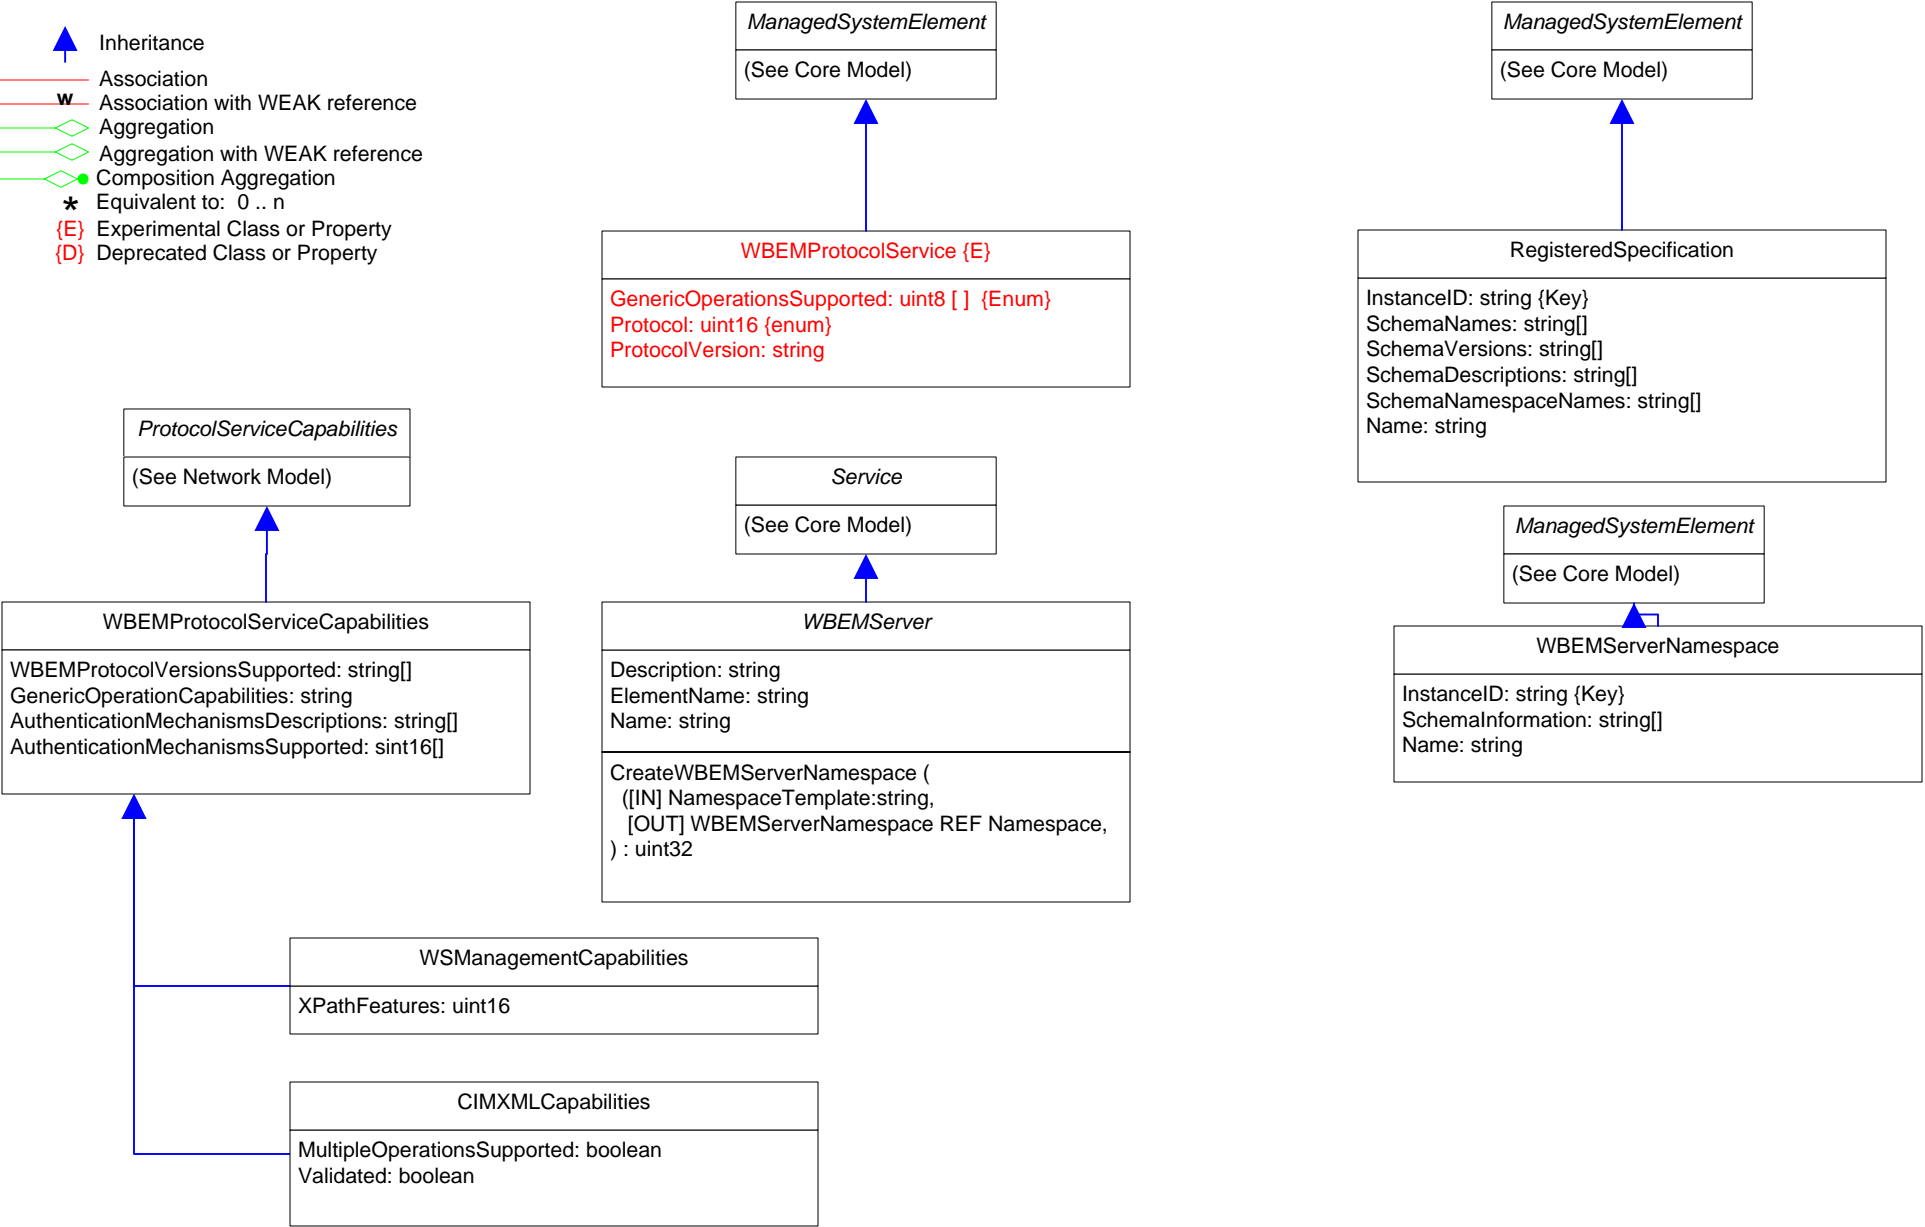 Inheritance
Association
w
Association with WEAK reference
Aggregation
Aggregation with WEAK reference
Composition Aggregation
* Equivalent to:  0 .. n
{E} Experimental Class or Property
{D} Deprecated Class or Property
ManagedSystemElement
(See Core Model)
WBEMProtocolService {E}
GenericOperationsSupported: uint8 [ ]  {Enum}
Protocol: uint16 {enum}
ProtocolVersion: string
ManagedSystemElement
(See Core Model)
RegisteredSpecification
InstanceID: string {Key}
SchemaNames: string[]
SchemaVersions: string[]
SchemaDescriptions: string[]
SchemaNamespaceNames: string[]
Name: string
ProtocolServiceCapabilities
(See Network Model)
WBEMProtocolServiceCapabilities
WBEMProtocolVersionsSupported: string[]
GenericOperationCapabilities: string
AuthenticationMechanismsDescriptions: string[]
AuthenticationMechanismsSupported: sint16[]
Service
(See Core Model)
WBEMServer
Description: string
ElementName: string
Name: string
CreateWBEMServerNamespace (
([IN] NamespaceTemplate:string,
[OUT] WBEMServerNamespace REF Namespace,
) : uint32
ManagedSystemElement
(See Core Model)
WBEMServerNamespace
InstanceID: string {Key}
SchemaInformation: string[]
Name: string
WSManagementCapabilities
XPathFeatures: uint16
CIMXMLCapabilities
MultipleOperationsSupported: boolean
Validated: boolean